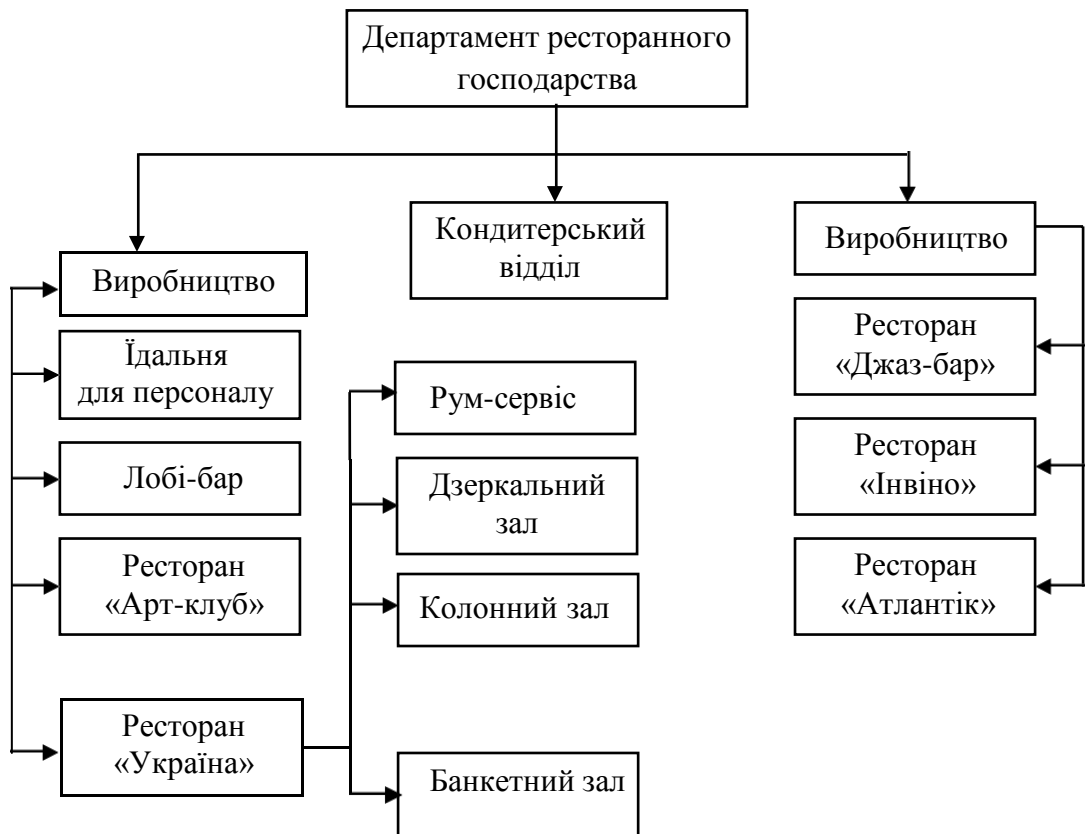 Департамент ресторанного
господарства
Кондитерський
відділ
Виробництво
Виробництво
Їдальня
для персоналу
Лобі-бар
Ресторан
«Арт-клуб»
Ресторан
«Україна»
Рум-сервіс
Дзеркальний
зал
Колонний зал
Банкетний зал
Ресторан
«Джаз-бар»
Ресторан
«Інвіно»
Ресторан
«Атлантік»